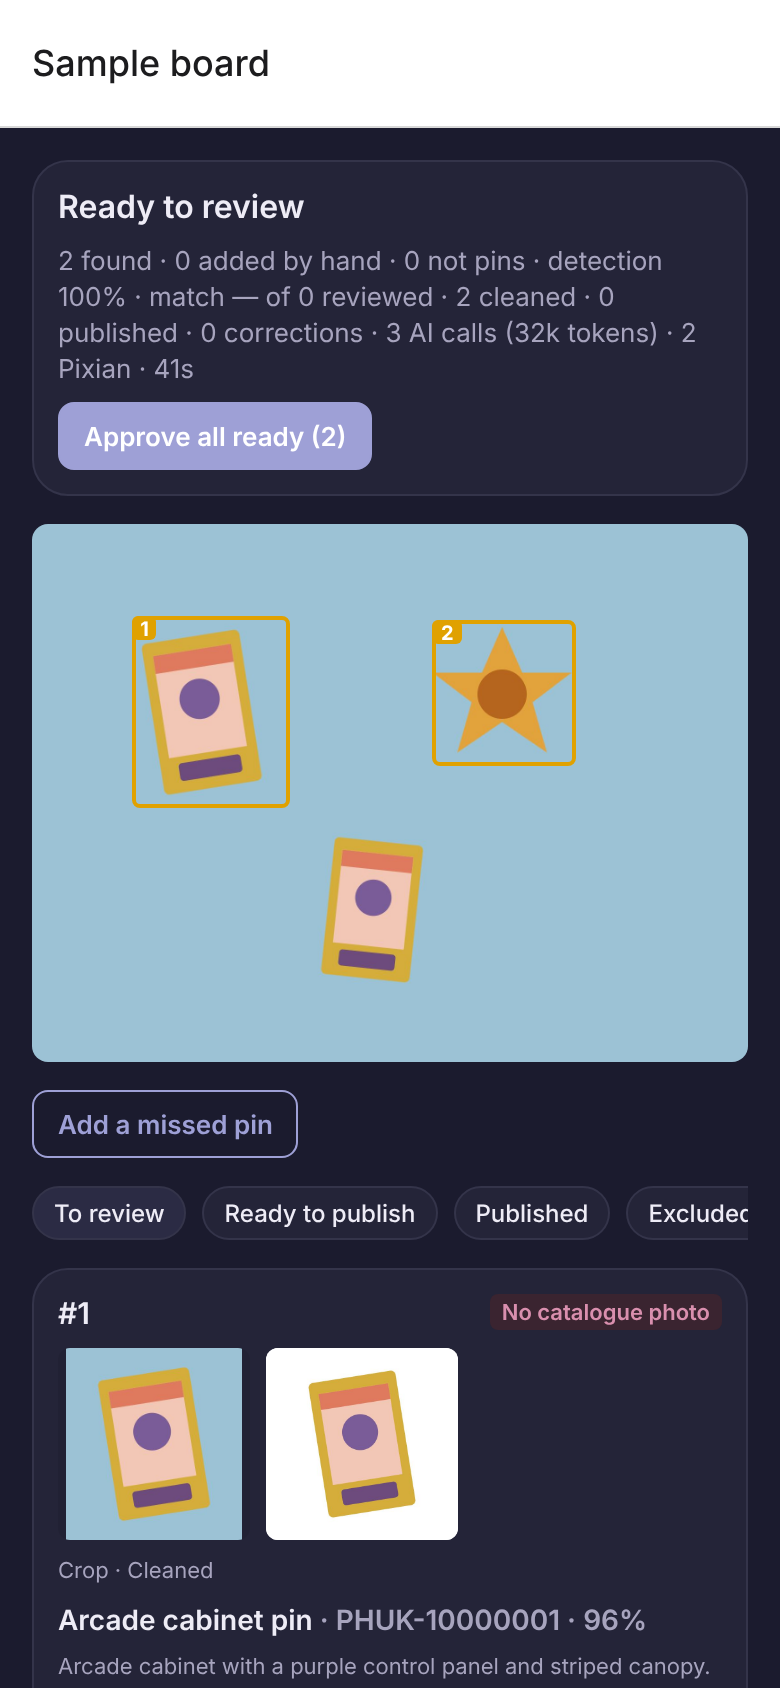 Sample board
Ready to review
2 found · 0 added by hand · 0 not pins · detection
100% · match — of 0 reviewed · 2 cleaned · 0
published · 0 corrections · 3 AI calls (32k tokens) · 2
Pixian · 41s
Approve all ready (2)
1
2
Add a missed pin
To review
Ready to publish
Published
Excluded
#1
No catalogue photo
Crop · Cleaned
Arcade cabinet pin · PHUK-10000001 · 96%
Arcade cabinet with a purple control panel and striped canopy.